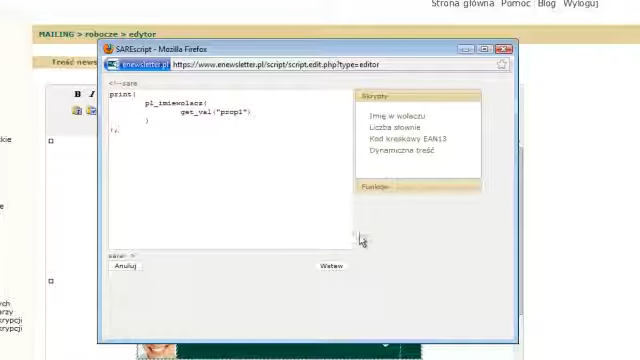 Strona główna | Pomoc | Blog | Wyloguj
MAILING > robocze > edytor
Treść news
B I
SAREscript - Mozilla Firefox
enewsletter.pl https://www.enewsletter.pl/script/script.edit.php?type=editor
<!--sare
print(
pl_imiewolacz(
get_val("prop1")
)
);
sare-->
Anuluj
Wstaw
Skrypty
Imię w wołaczu
Liczba słownie
Kod kreskowy EAN13
Dynamiczna treść
Funkcje